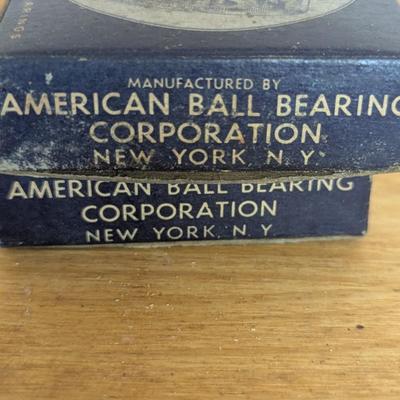 MANUFACTURED BY
AMERICAN BALL BEARING
CORPORATION
NEW YORK N Y
AMERICAN BALL BEARING
CORPORATION
NEW YORK, N Y